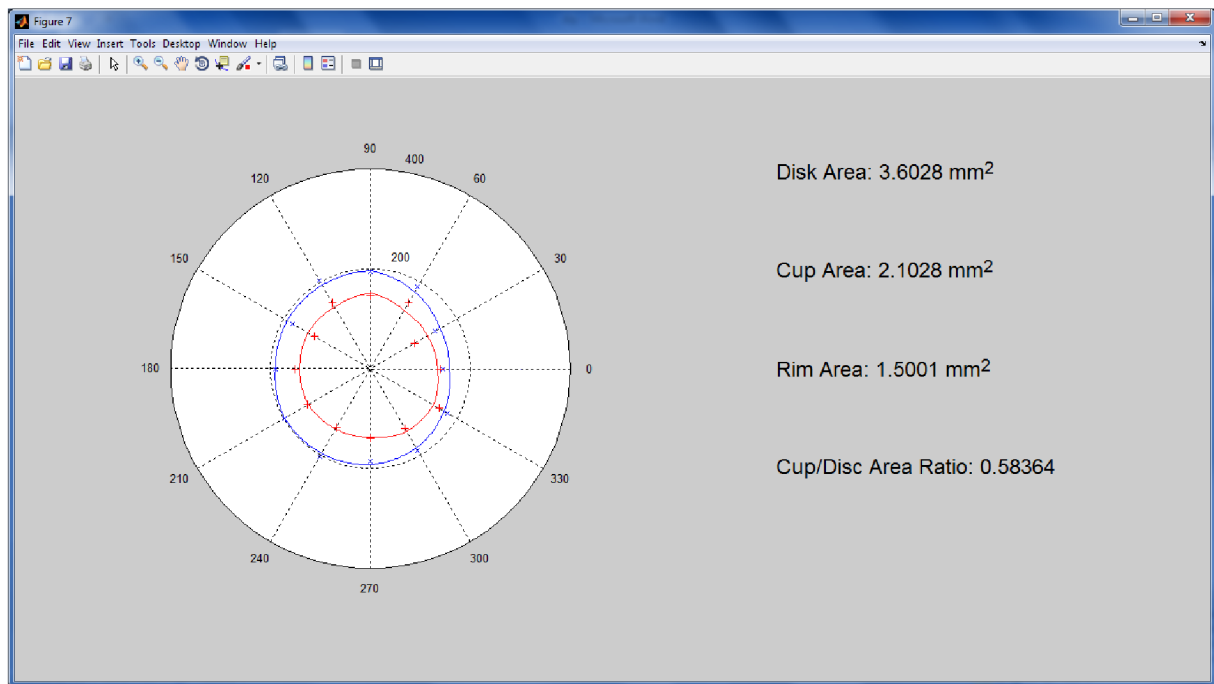 Figure 7
File Edit View Insert Tools Desktop Window Help
90
400
120
60
150
200
30
180
0
210
330
240
300
270
Disk Area: 3.6028 mm2
Cup Area: 2.1028 mm2
Rim Area: 1.5001 mm2
Cup/Disc Area Ratio: 0.58364